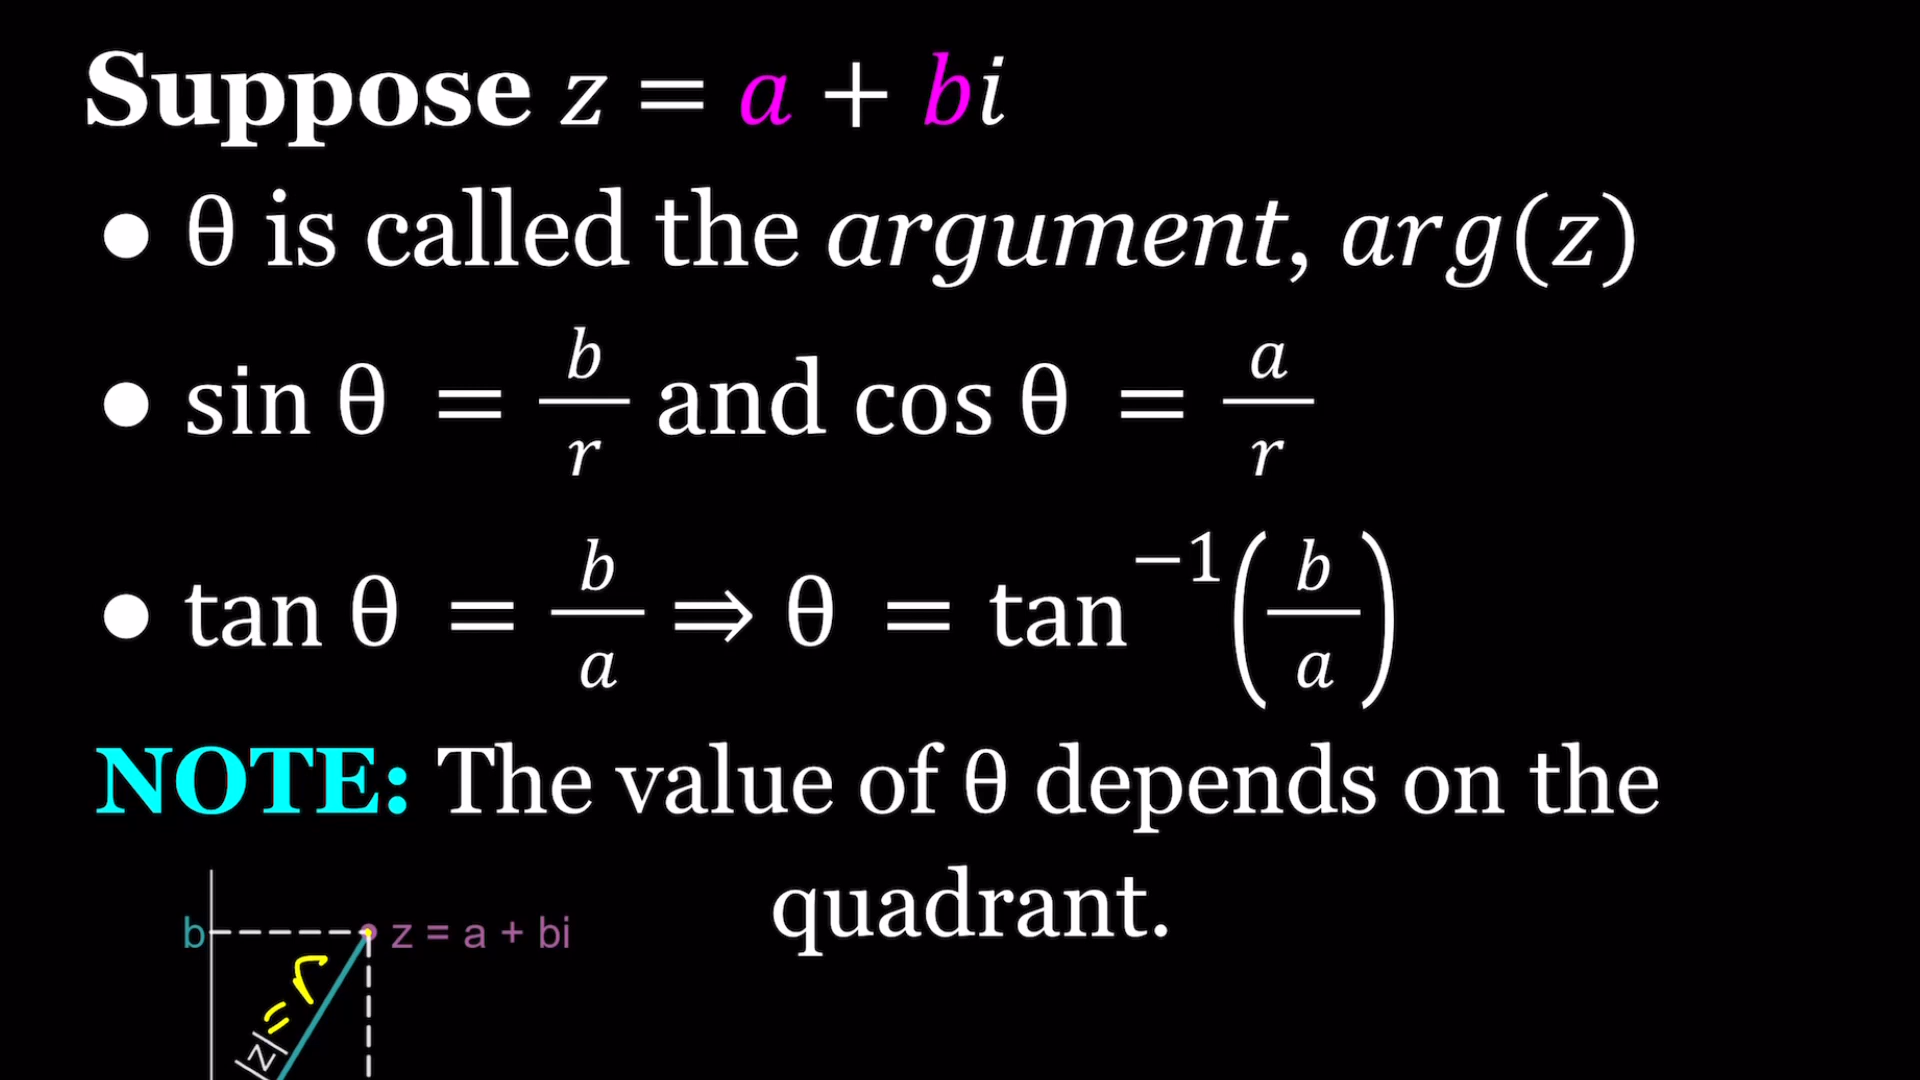 Suppose z = a + bi
● θ is called the argument, arg(z)
● sin θ = b/r and cos θ = a/r
● tan θ = b/a ⇒ θ = tan⁻¹(b/a)
NOTE: The value of θ depends on the
quadrant.
b
z = a + bi
|z| = r